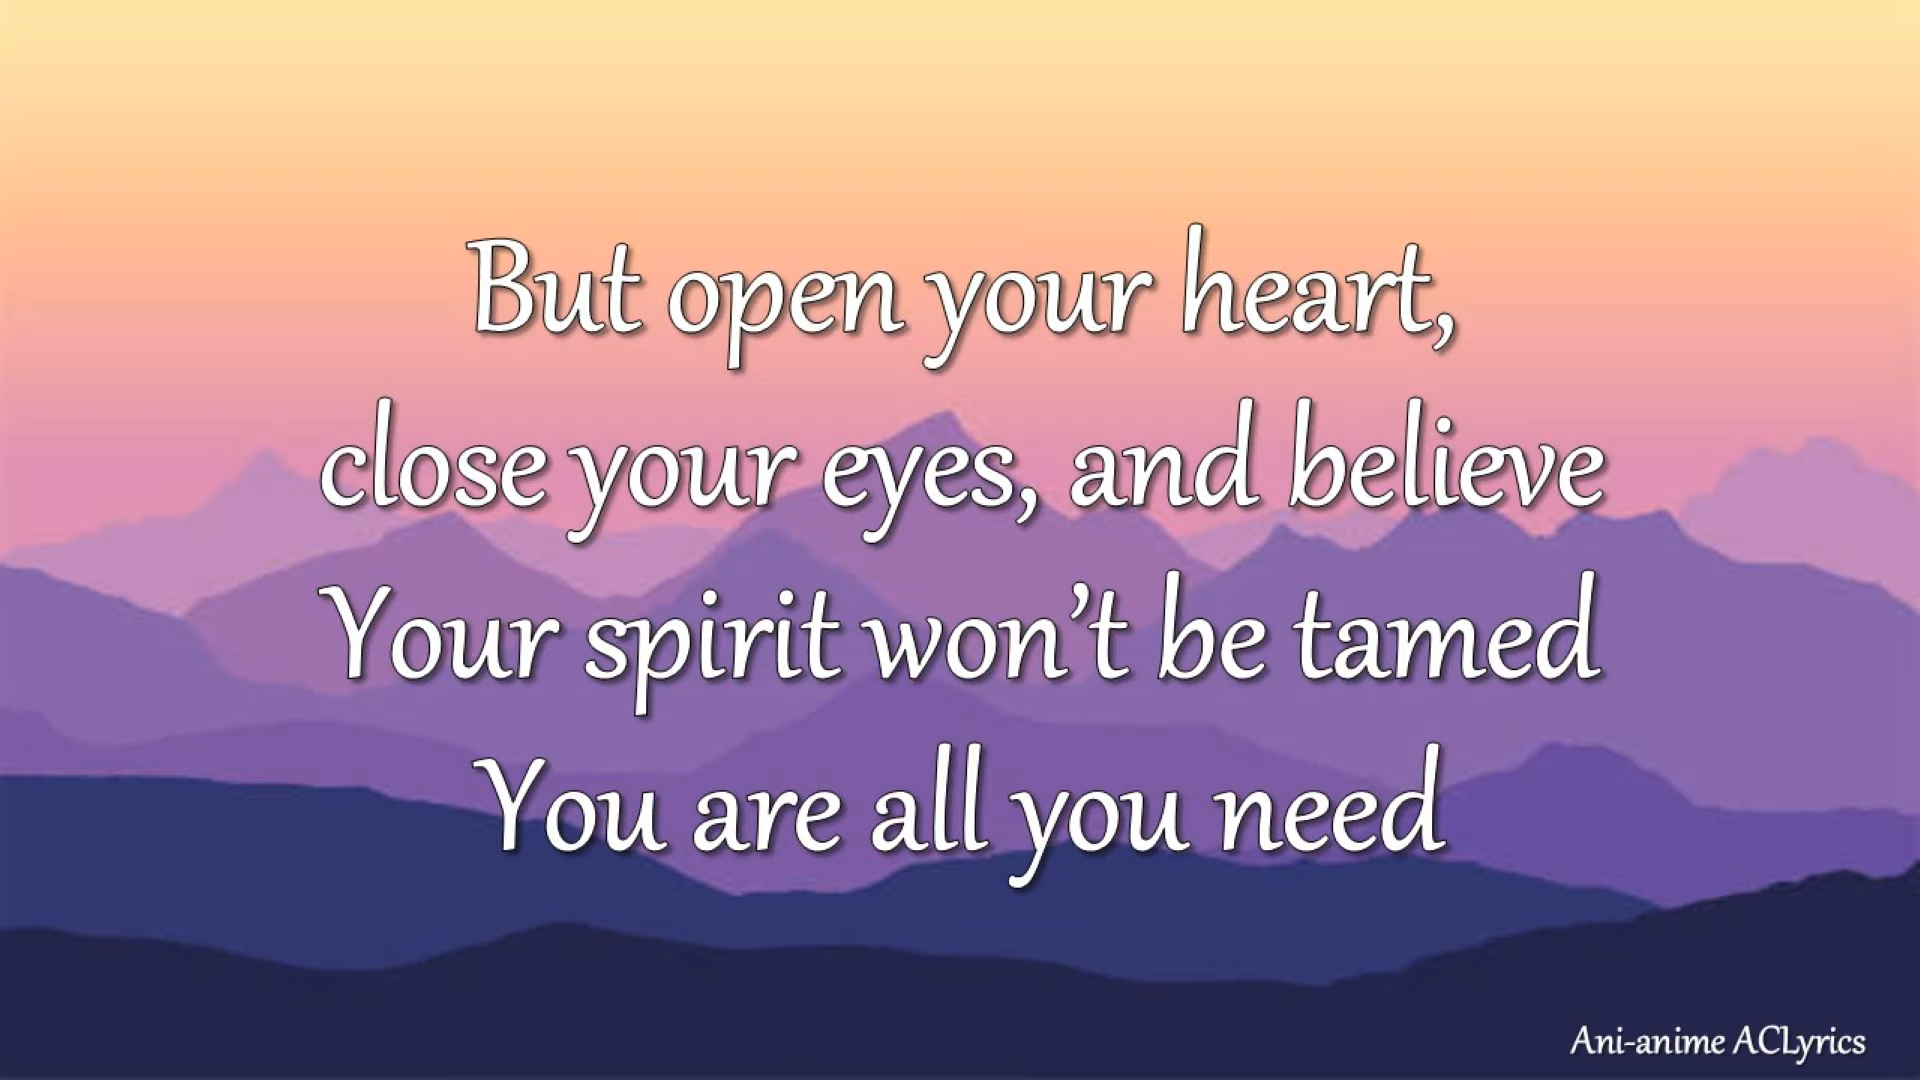 But open your heart,
close your eyes, and believe
Your spirit won’t be tamed
You are all you need
Ani-anime ACLyrics